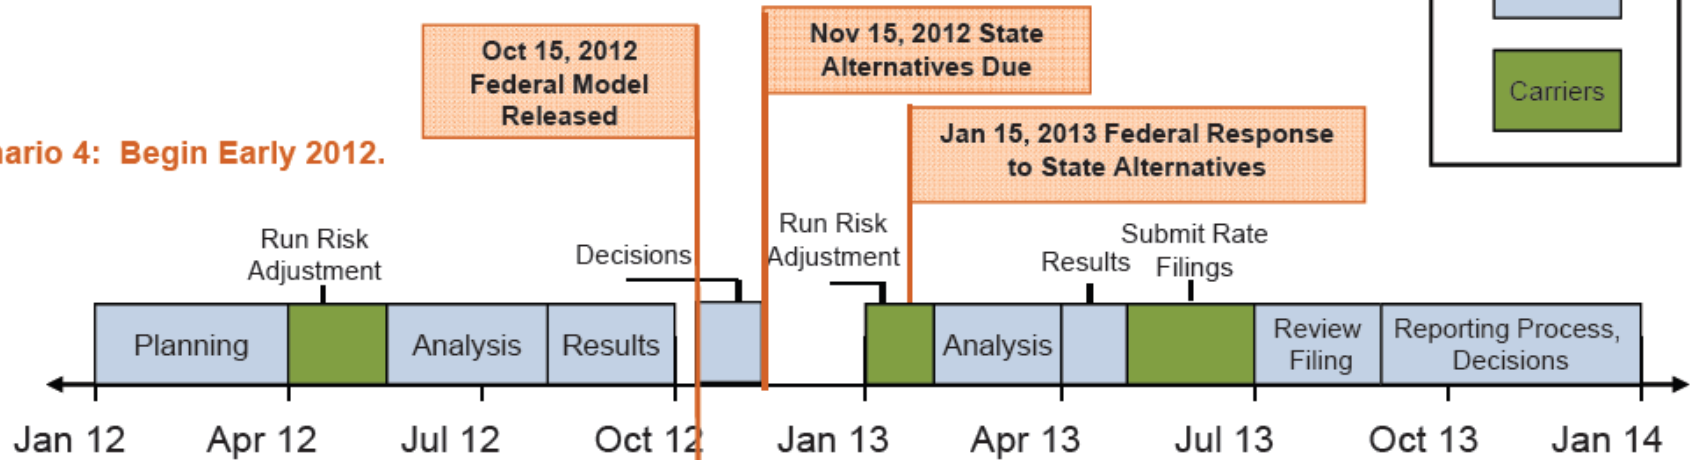 Oct 15, 2012
Federal Model
Released
Nov 15, 2012 State
Alternatives Due
Carriers
Jan 15, 2013 Federal Response
to State Alternatives
nario 4:  Begin Early 2012.
Run Risk
Adjustment
Decisions
Run Risk
Adjustment
Results
Submit Rate
Filings
Planning
Analysis
Results
Analysis
Review
Filing
Reporting Process,
Decisions
Jan 12
Apr 12
Jul 12
Oct 12
Jan 13
Apr 13
Jul 13
Oct 13
Jan 14